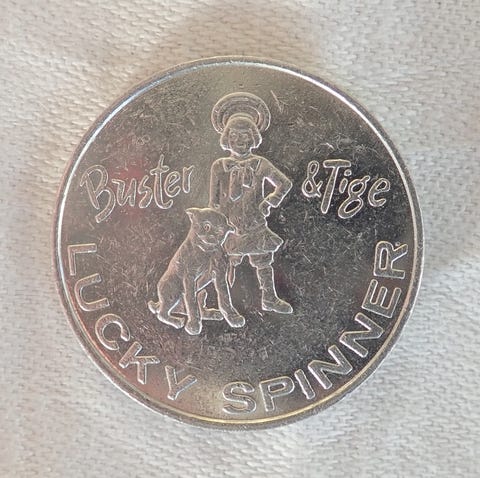 Buster & Tige
LUCKY SPINNER